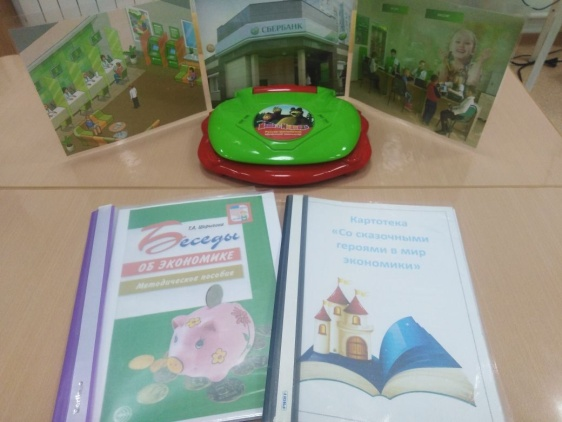 СБЕРБАНК
Т.А. Шорыгина
Беседы
ОБ ЭКОНОМИКЕ
Методическое пособие
Картотека
«Со сказочными
героями в мир
экономики»